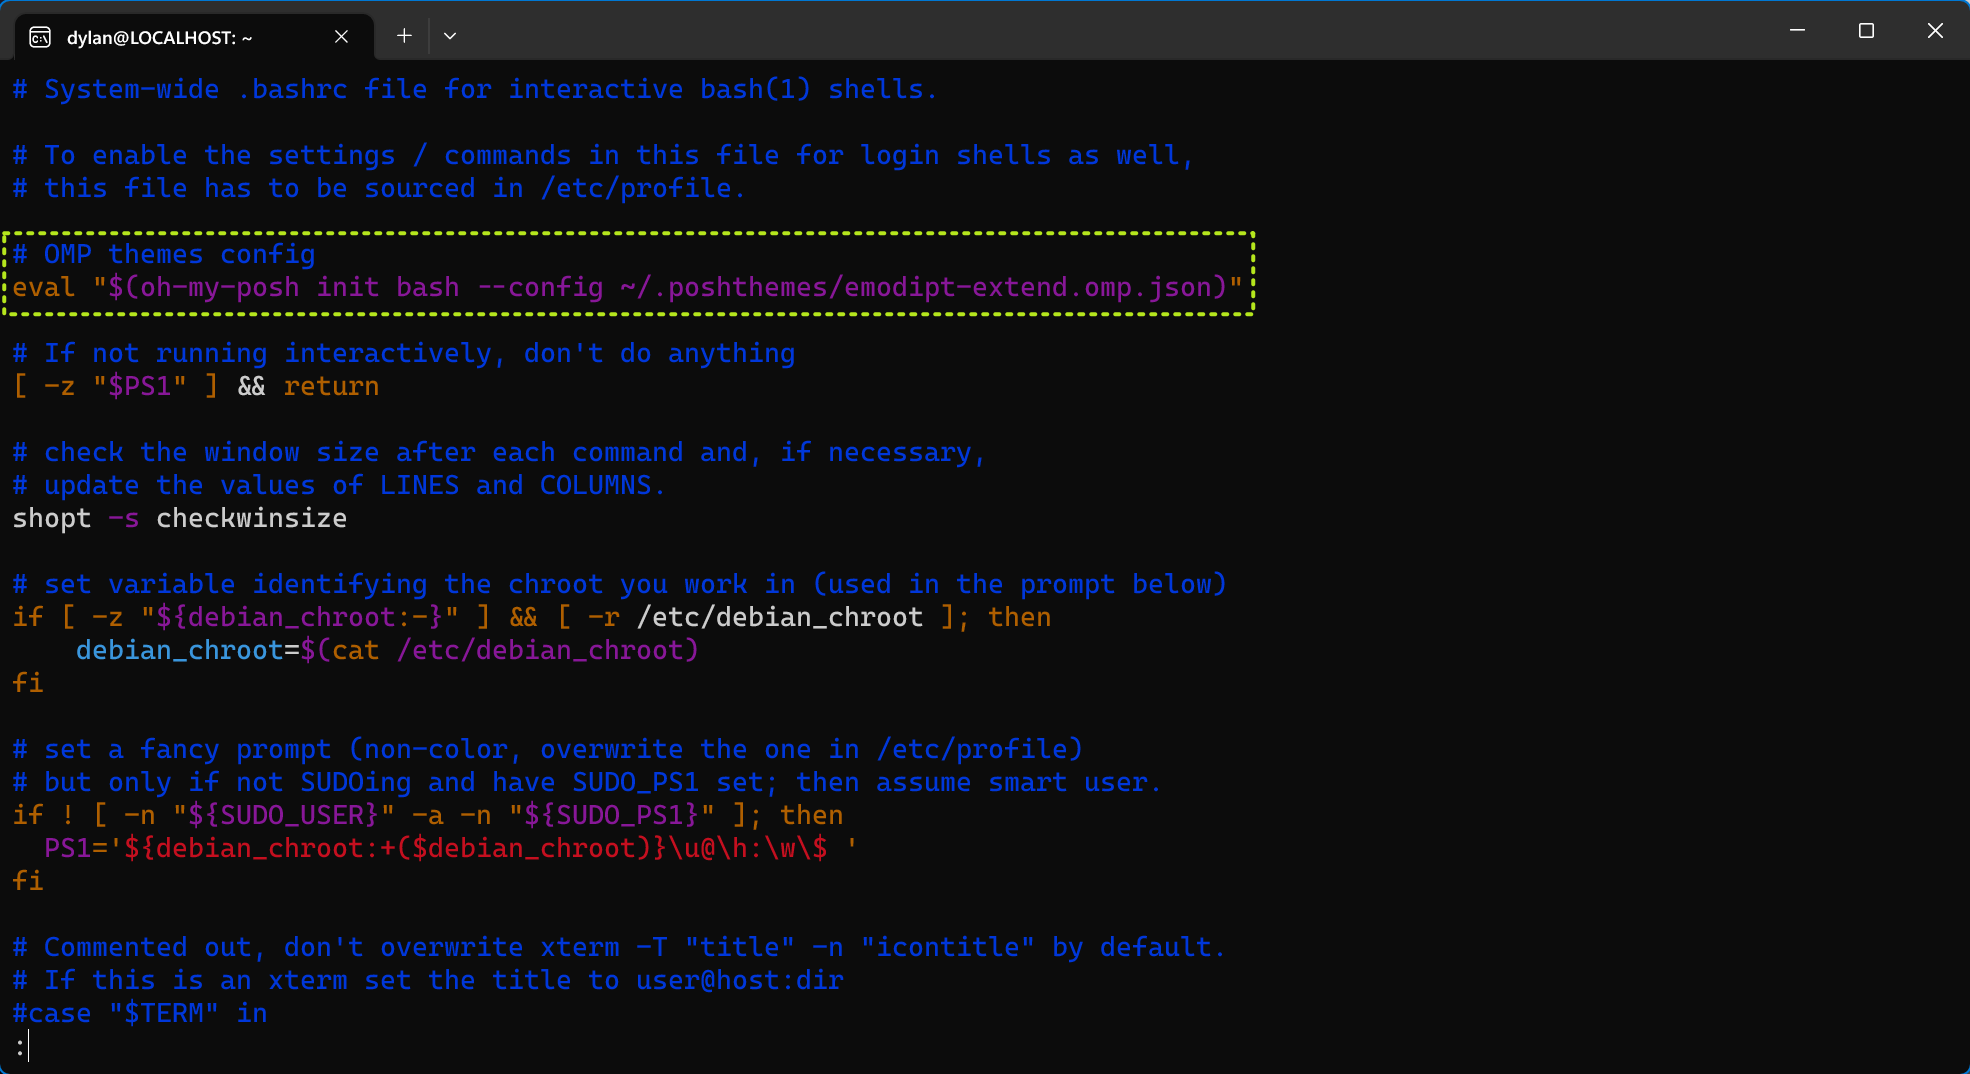 dylan@LOCALHOST: ~
# System-wide .bashrc file for interactive bash(1) shells.
# To enable the settings / commands in this file for login shells as well,
# this file has to be sourced in /etc/profile.
# OMP themes config
eval "$(oh-my-posh init bash --config ~/.poshthemes/emodipt-extend.omp.json)"
# If not running interactively, don't do anything
[ -z "$PS1" ] && return
# check the window size after each command and, if necessary,
# update the values of LINES and COLUMNS.
shopt -s checkwinsize
# set variable identifying the chroot you work in (used in the prompt below)
if [ -z "${debian_chroot:-}" ] && [ -r /etc/debian_chroot ]; then
    debian_chroot=$(cat /etc/debian_chroot)
fi
# set a fancy prompt (non-color, overwrite the one in /etc/profile)
# but only if not SUDOing and have SUDO_PS1 set; then assume smart user.
if ! [ -n "${SUDO_USER}" -a -n "${SUDO_PS1}" ]; then
  PS1='${debian_chroot:+($debian_chroot)}\u@\h:\w\$ '
fi
# Commented out, don't overwrite xterm -T "title" -n "icontitle" by default.
# If this is an xterm set the title to user@host:dir
#case "$TERM" in
: